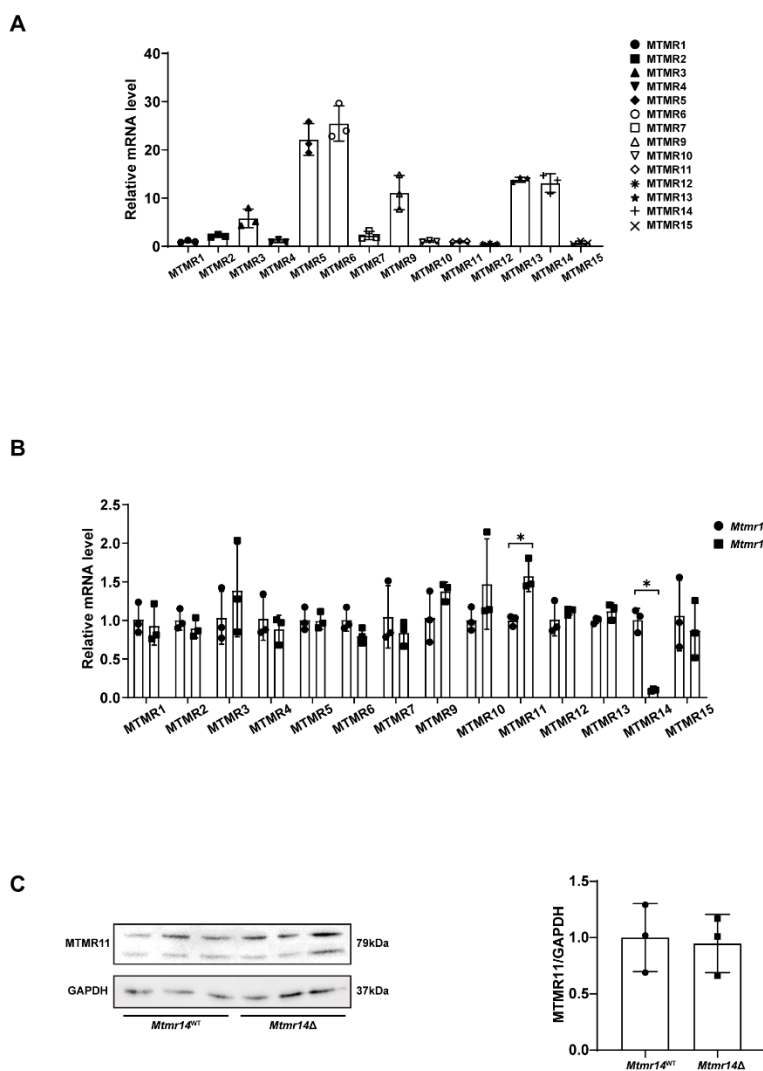 A
Relative mRNA level
40
30
20
10
0
MTMR1
MTMR2
MTMR3
MTMR4
MTMR5
MTMR6
MTMR7
MTMR9
MTMR10
MTMR11
MTMR12
MTMR13
MTMR14
MTMR15
MTMR1
MTMR2
MTMR3
MTMR4
MTMR5
MTMR6
MTMR7
MTMR9
MTMR10
MTMR11
MTMR12
MTMR13
MTMR14
MTMR15
B
Relative mRNA level
2.5
2.0
1.5
1.0
0.5
0.0
*
*
MTMR1
MTMR2
MTMR3
MTMR4
MTMR5
MTMR6
MTMR7
MTMR9
MTMR10
MTMR11
MTMR12
MTMR13
MTMR14
MTMR15
Mtmr1
Mtmr1
C
MTMR11
79kDa
GAPDH
37kDa
Mtmr14WT
Mtmr14Δ
MTMR11/GAPDH
1.5
1.0
0.5
0.0
Mtmr14WT
Mtmr14Δ